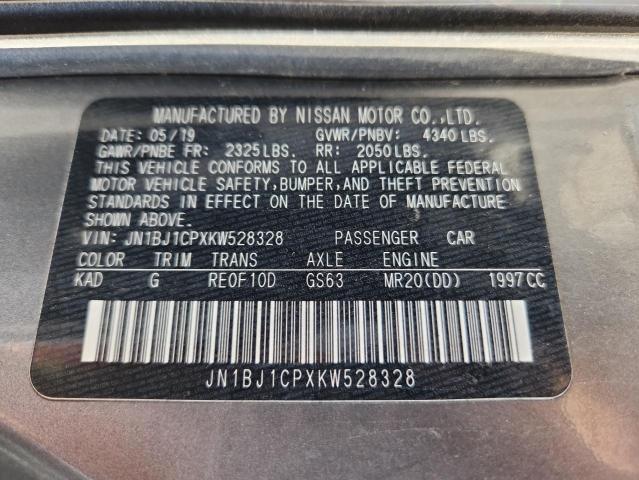 MANUFACTURED BY NISSAN MOTOR CO.,LTD.
DATE: 05/19 GVWR/PNBV: 4340 LBS.
GAWR/PNBE FR: 2325 LBS. RR: 2050 LBS.
THIS VEHICLE CONFORMS TO ALL APPLICABLE FEDERAL
MOTOR VEHICLE SAFETY, BUMPER, AND THEFT PREVENTION
STANDARDS IN EFFECT ON THE DATE OF MANUFACTURE
SHOWN ABOVE.
VIN: JN1BJ1CPXKW528328 PASSENGER CAR
COLOR TRIM TRANS AXLE ENGINE
KAD G RE0F10D GS63 MR20(DD) 1997CC
JN1BJ1CPXKW528328